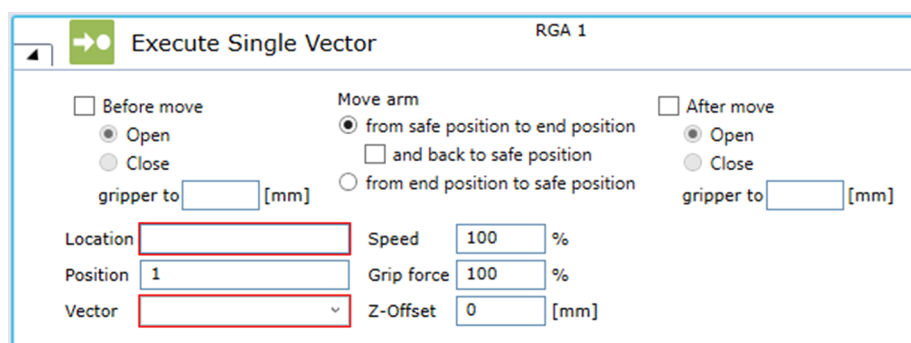 Execute Single Vector
RGA 1
Before move
Open
Close
gripper to [mm]
Move arm
from safe position to end position
and back to safe position
from end position to safe position
After move
Open
Close
gripper to [mm]
Location
Position 1
Vector
Speed 100 %
Grip force 100 %
Z-Offset 0 [mm]